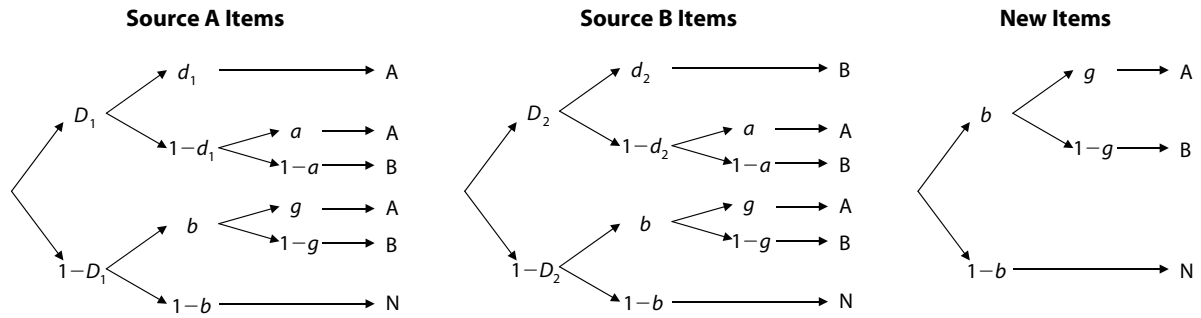 Source A Items Source B Items New Items
d₁ A
D₁
1−d₁
a A
1−a B
b
g A
1−g B
1−D₁
1−b N
d₂ B
D₂
1−d₂
a A
1−a B
b
g A
1−g B
1−D₂
1−b N
g A
b
1−g B
1−b N